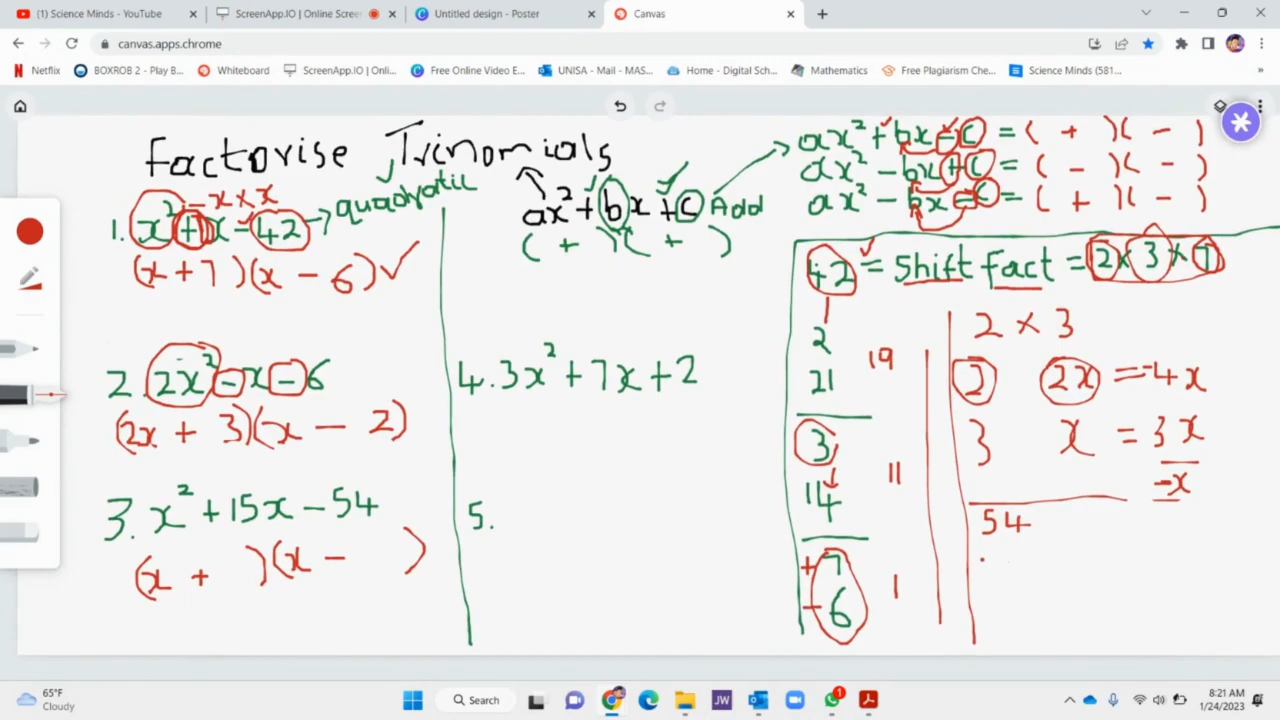 (1) Science Minds - YouTube
ScreenApp.IO | Online Screen
Untitled design - Poster
Canvas
canvas.apps.chrome
Netflix
BOXROB 2 - Play B...
Whiteboard
ScreenApp.IO | Onli...
Free Online Video E...
UNISA - Mail - MAS...
Home - Digital Sch...
Mathematics
Free Plagiarism Che...
Science Minds (581...
Factorise Trinomials
quadratic
- x × x
1. x² + 1x - 42
(x + 7)(x - 6)
ax² + bx + c
Add
( + )( + )
ax² + bx - c = ( + )( - )
ax² - bx + c = ( - )( - )
ax² - bx - c = ( + )( - )
2. 2x² - x - 6
(2x + 3)(x - 2)
3. x² + 15x - 54
(x + )(x - )
4. 3x² + 7x + 2
5.
42 = Shift Fact = 2 × 3 × 7
2
21
19
3
14
11
+7
-6
1
2 × 3
2 2x = -4x
3 x = 3x
-x
54
65°F
Cloudy
Search
JW
1
8:21 AM
1/24/2023